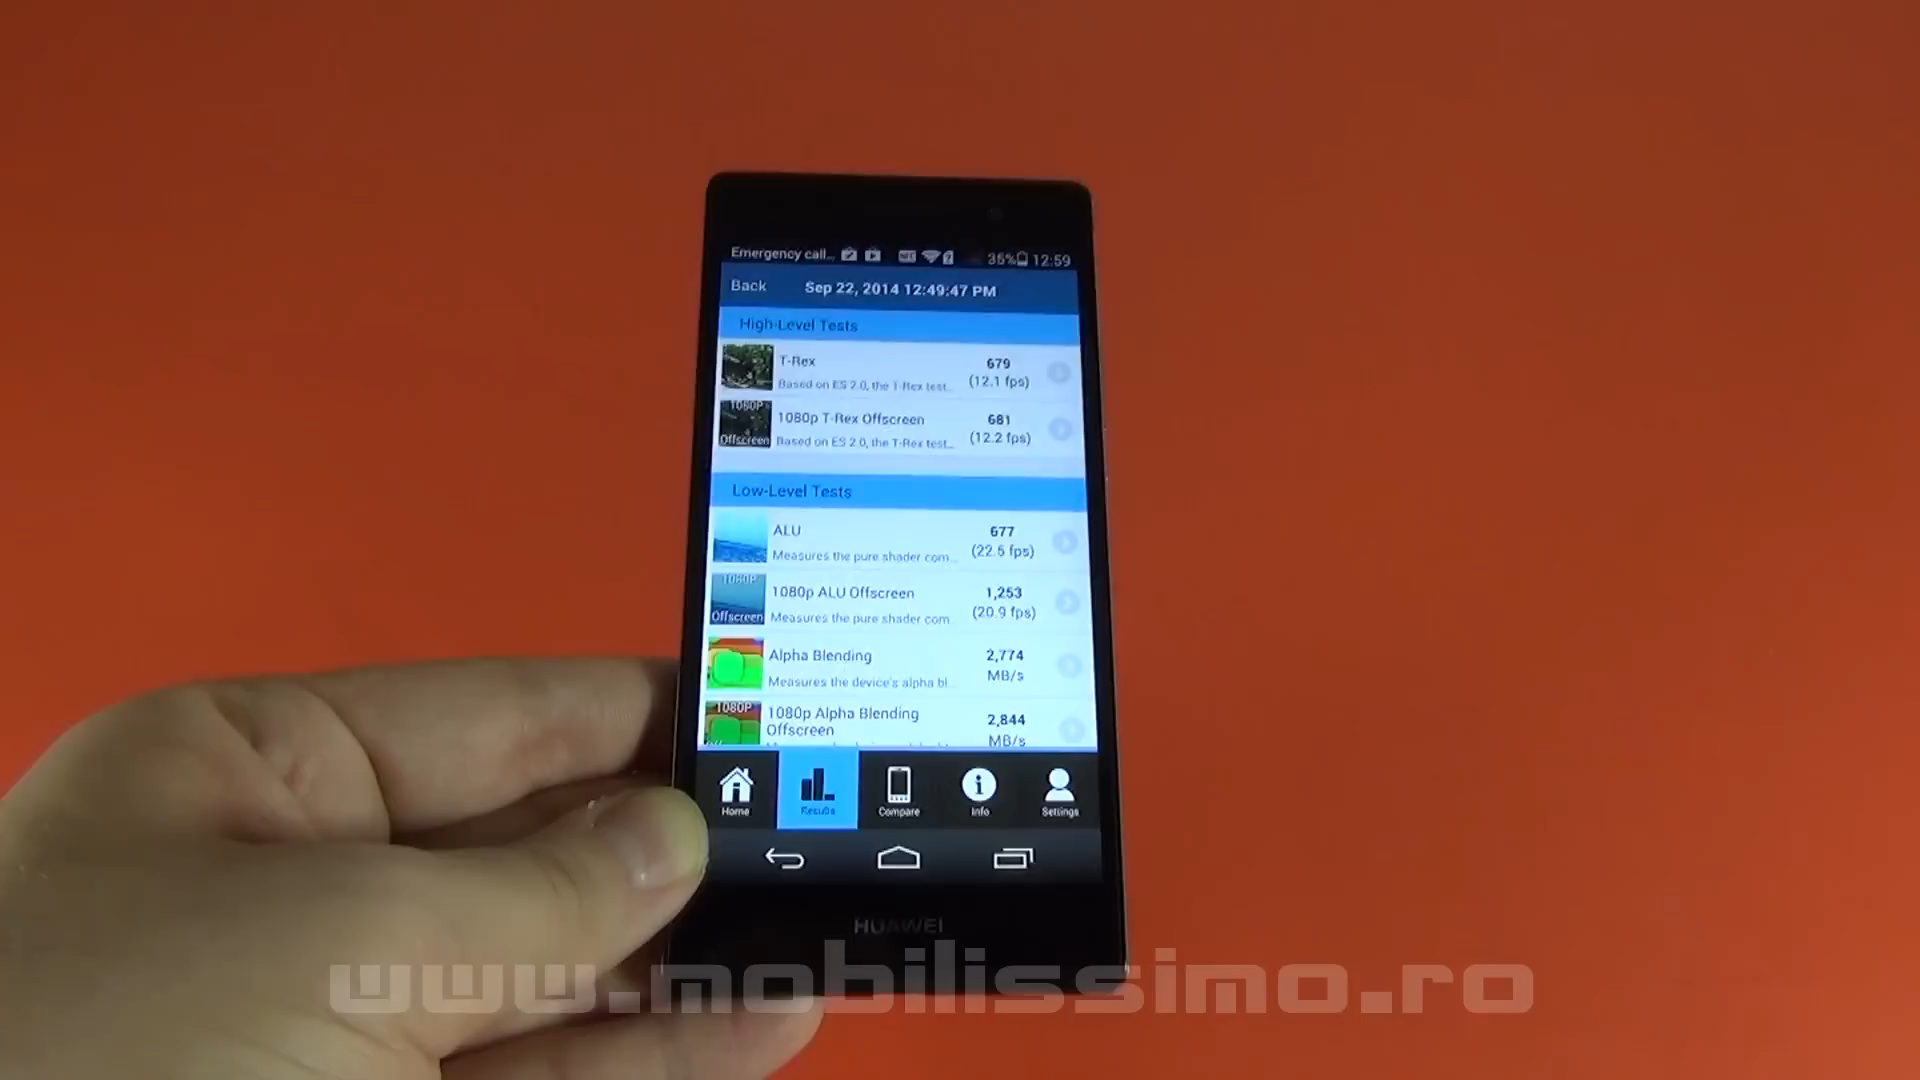 Emergency call... 35% 12:59
Back Sep 22, 2014 12:49:47 PM
High-Level Tests
T-Rex 679
Based on ES 2.0, the T-Rex test... (12.1 fps)
1080P
Offscreen
1080p T-Rex Offscreen 681
Based on ES 2.0, the T-Rex test... (12.2 fps)
Low-Level Tests
ALU 677
Measures the pure shader com... (22.5 fps)
1080P
Offscreen
1080p ALU Offscreen 1,253
Measures the pure shader com... (20.9 fps)
Alpha Blending 2,774
Measures the device's alpha bl... MB/s
1080P
1080p Alpha Blending
Offscreen
2,844
MB/s
Home Results Compare Info Settings
HUAWEI
www.mobilissimo.ro